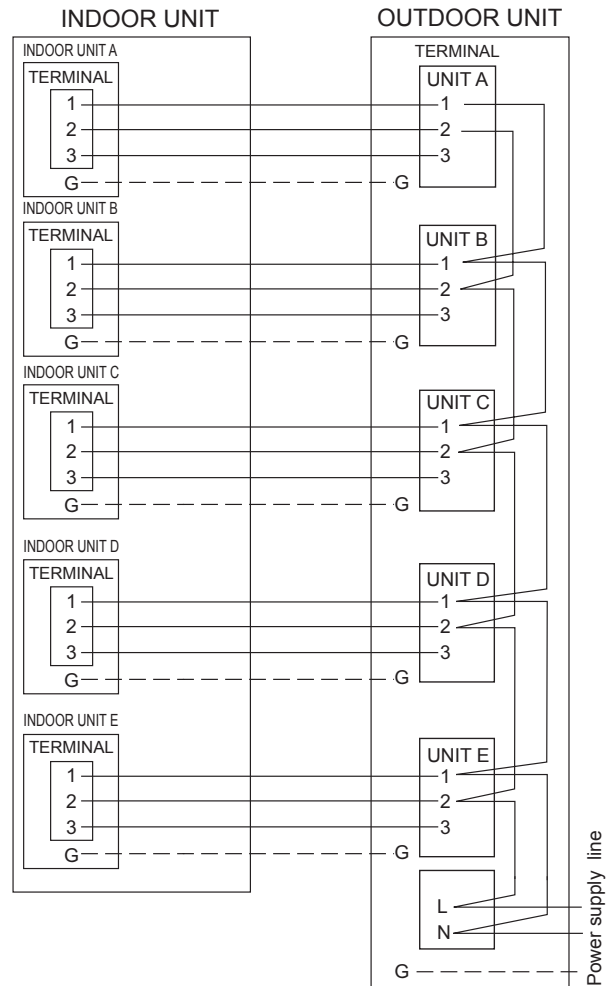 INDOOR UNIT
OUTDOOR UNIT
INDOOR UNIT A
TERMINAL
1
2
3
G
TERMINAL
UNIT A
1
2
3
G
INDOOR UNIT B
TERMINAL
1
2
3
G
UNIT B
1
2
3
G
INDOOR UNIT C
TERMINAL
1
2
3
G
UNIT C
1
2
3
G
INDOOR UNIT D
TERMINAL
1
2
3
G
UNIT D
1
2
3
G
INDOOR UNIT E
TERMINAL
1
2
3
G
UNIT E
1
2
3
G
L
N
G
Power supply line